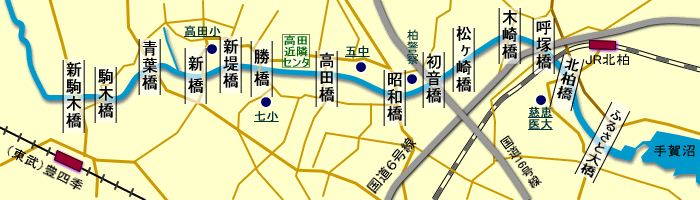 新駒木橋
駒木橋
青葉橋
新橋
高田小
新堤橋
勝橋
七小
高田
近隣
センタ
高田橋
五中
昭和橋
柏警察
初音橋
松ヶ崎橋
木崎橋
呼塚橋
JR北柏
北柏橋
慈恵
医大
ふるさと大橋
手賀沼
国道6号線
国道16号線
(東武)豊四季